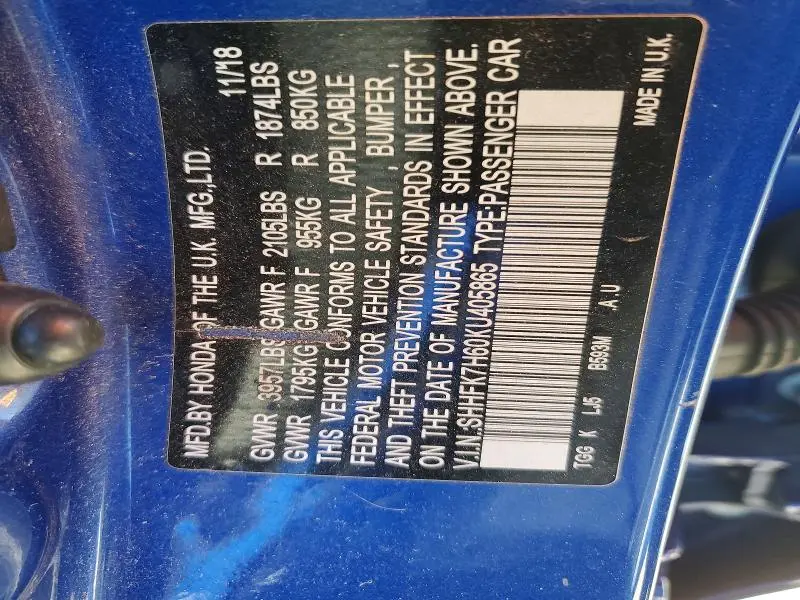 MFD.BY HONDA OF THE U.K. MFG.,LTD. 11/18
GVWR 3957LBS GAWR F 2105LBS R 1874LBS
GVWR 1795KG GAWR F 955KG R 850KG
THIS VEHICLE CONFORMS TO ALL APPLICABLE
FEDERAL MOTOR VEHICLE SAFETY , BUMPER ,
AND THEFT PREVENTION STANDARDS IN EFFECT
ON THE DATE OF MANUFACTURE SHOWN ABOVE.
V.I.N.:SHHFK7H60KU405865 TYPE:PASSENGER CAR
TGG K LJ5 B593M A.U MADE IN U.K.